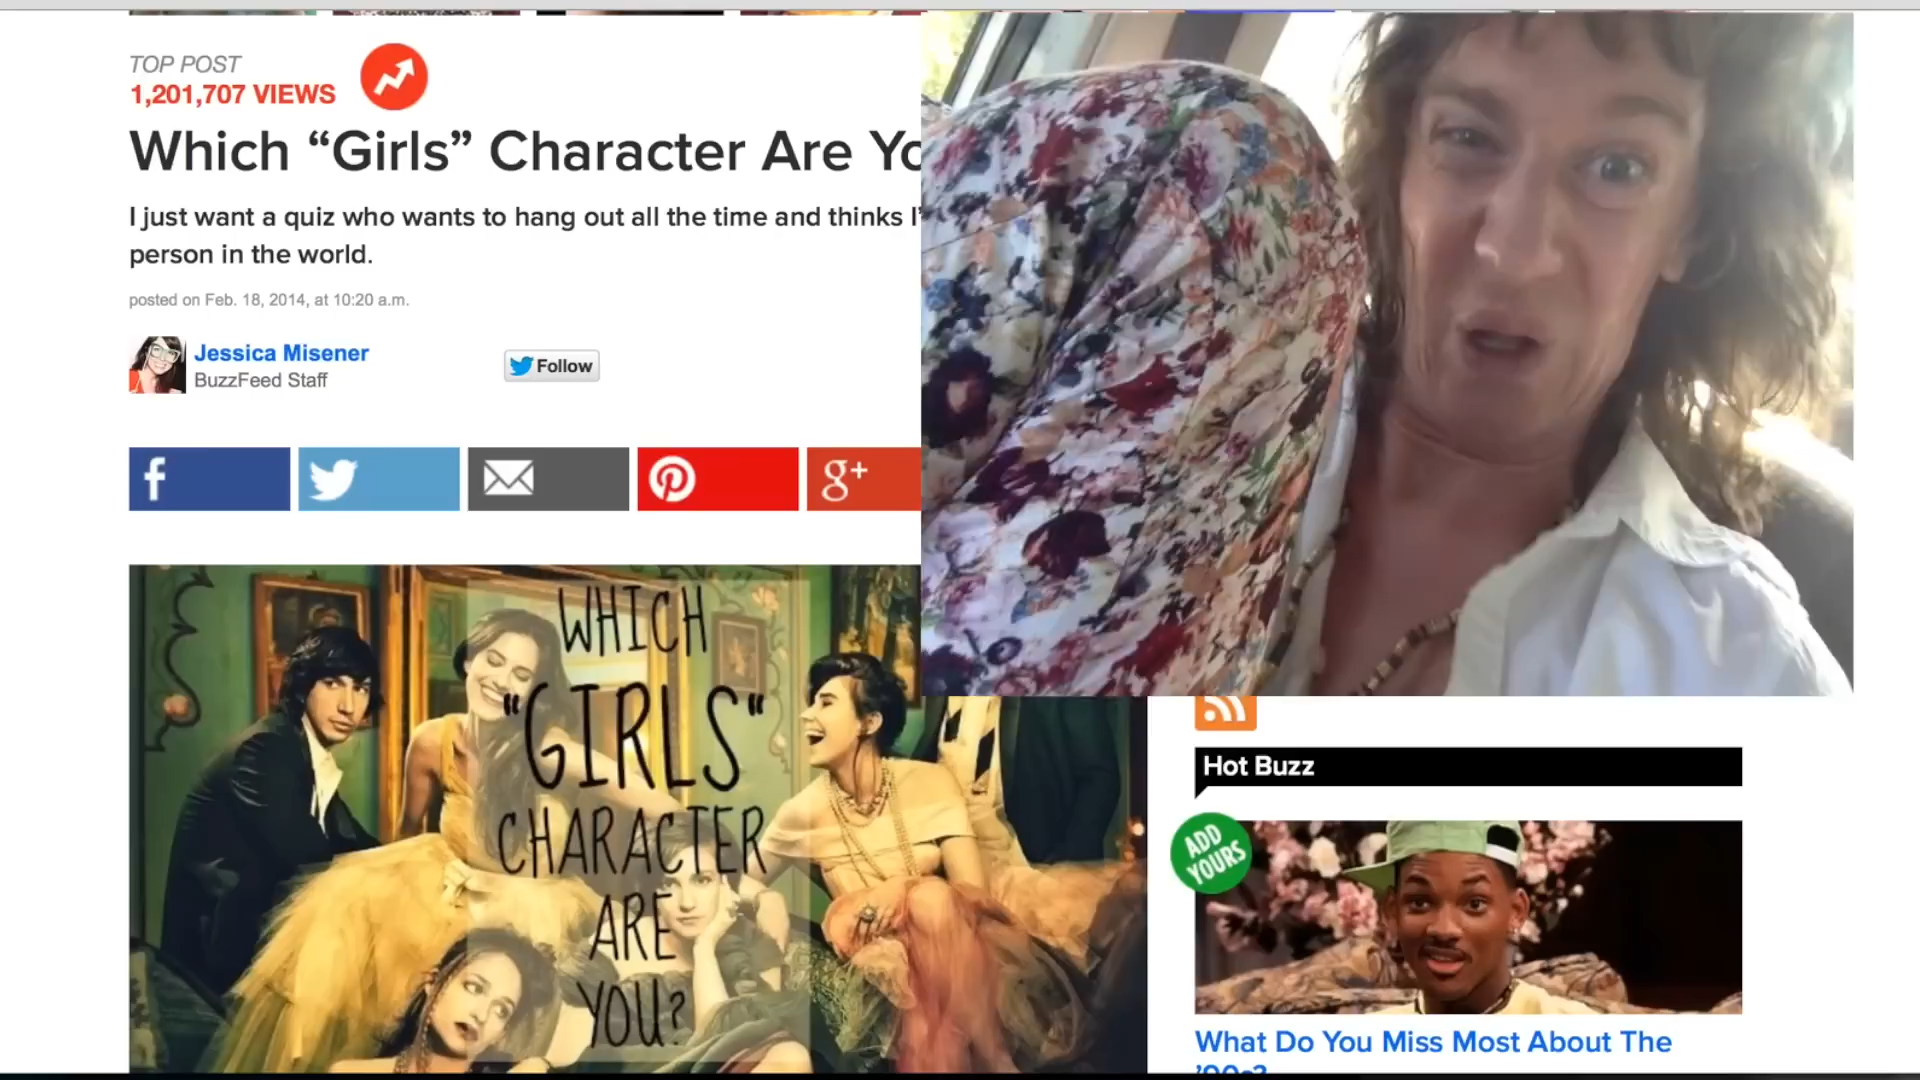 TOP POST
1,201,707 VIEWS
Which “Girls” Character Are Yo
I just want a quiz who wants to hang out all the time and thinks I’
person in the world.
posted on Feb. 18, 2014, at 10:20 a.m.
Jessica Misener
BuzzFeed Staff
Follow
f
g+
WHICH
"GIRLS"
CHARACTER
ARE
YOU?
Hot Buzz
ADD
YOURS
What Do You Miss Most About The
'90s?